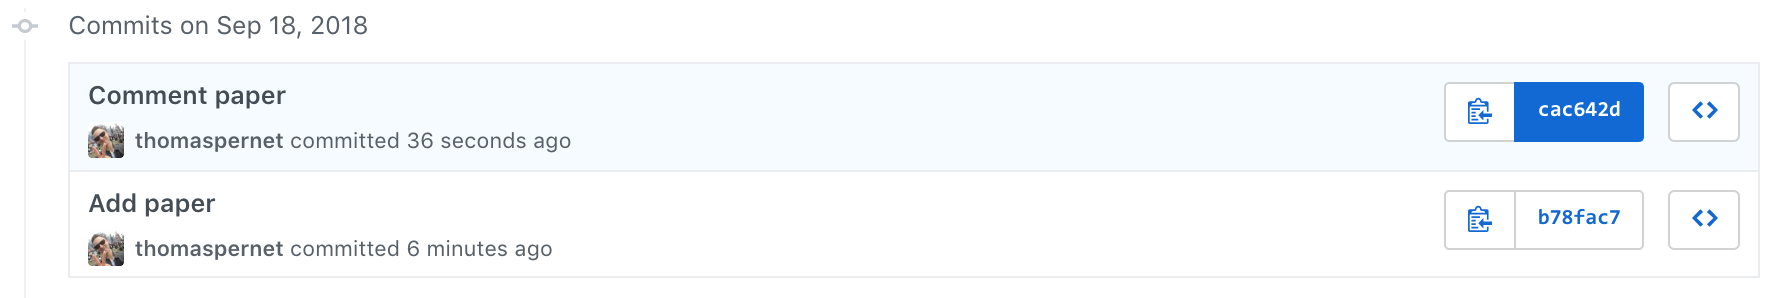 Commits on Sep 18, 2018
Comment paper
cac642d
thomaspernet committed 36 seconds ago
Add paper
b78fac7
thomaspernet committed 6 minutes ago